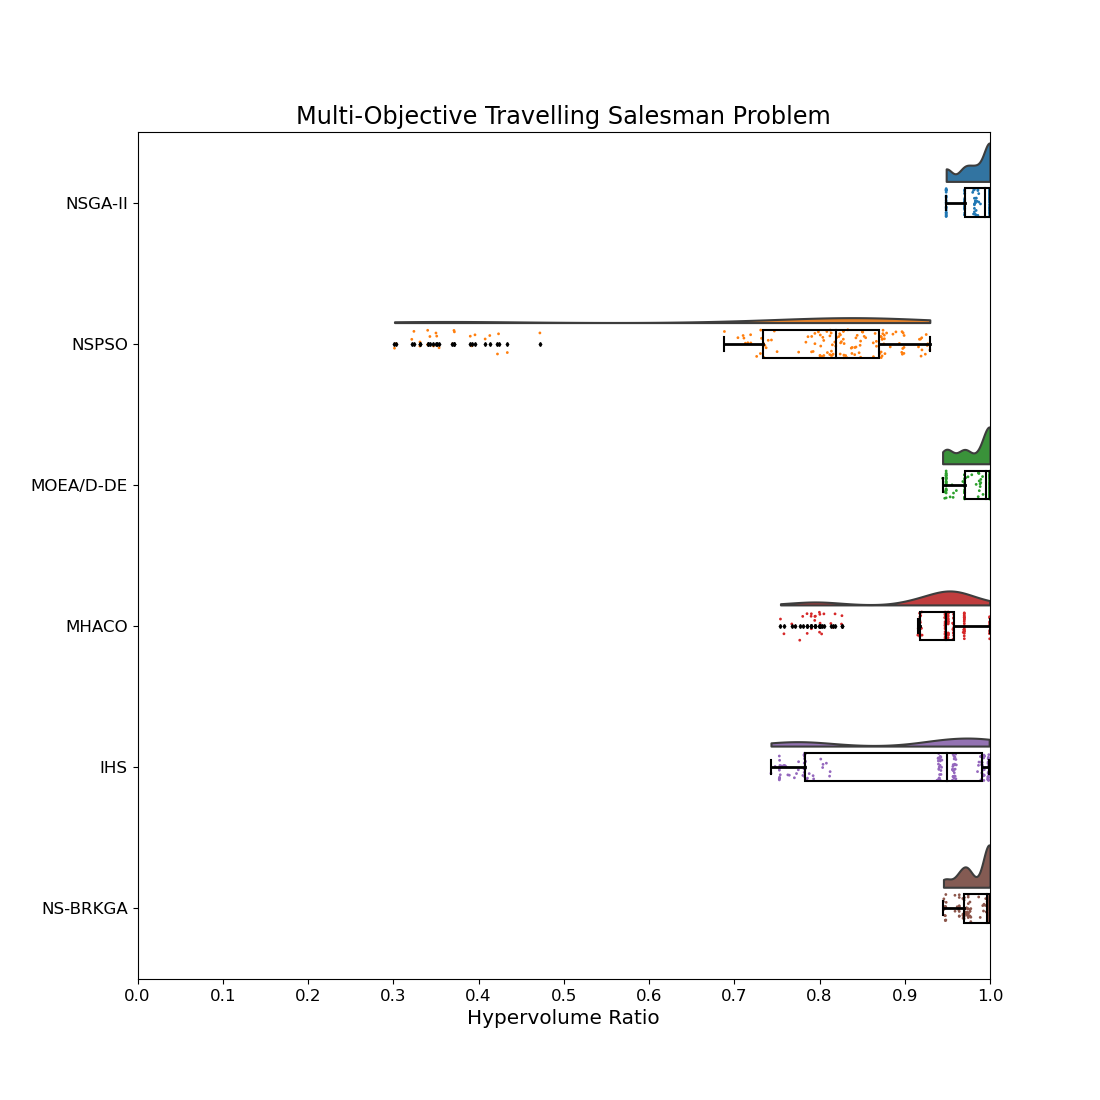 Multi-Objective Travelling Salesman Problem
NSGA-II
NSPSO
MOEA/D-DE
MHACO
IHS
NS-BRKGA
0.0 0.1 0.2 0.3 0.4 0.5 0.6 0.7 0.8 0.9 1.0
Hypervolume Ratio